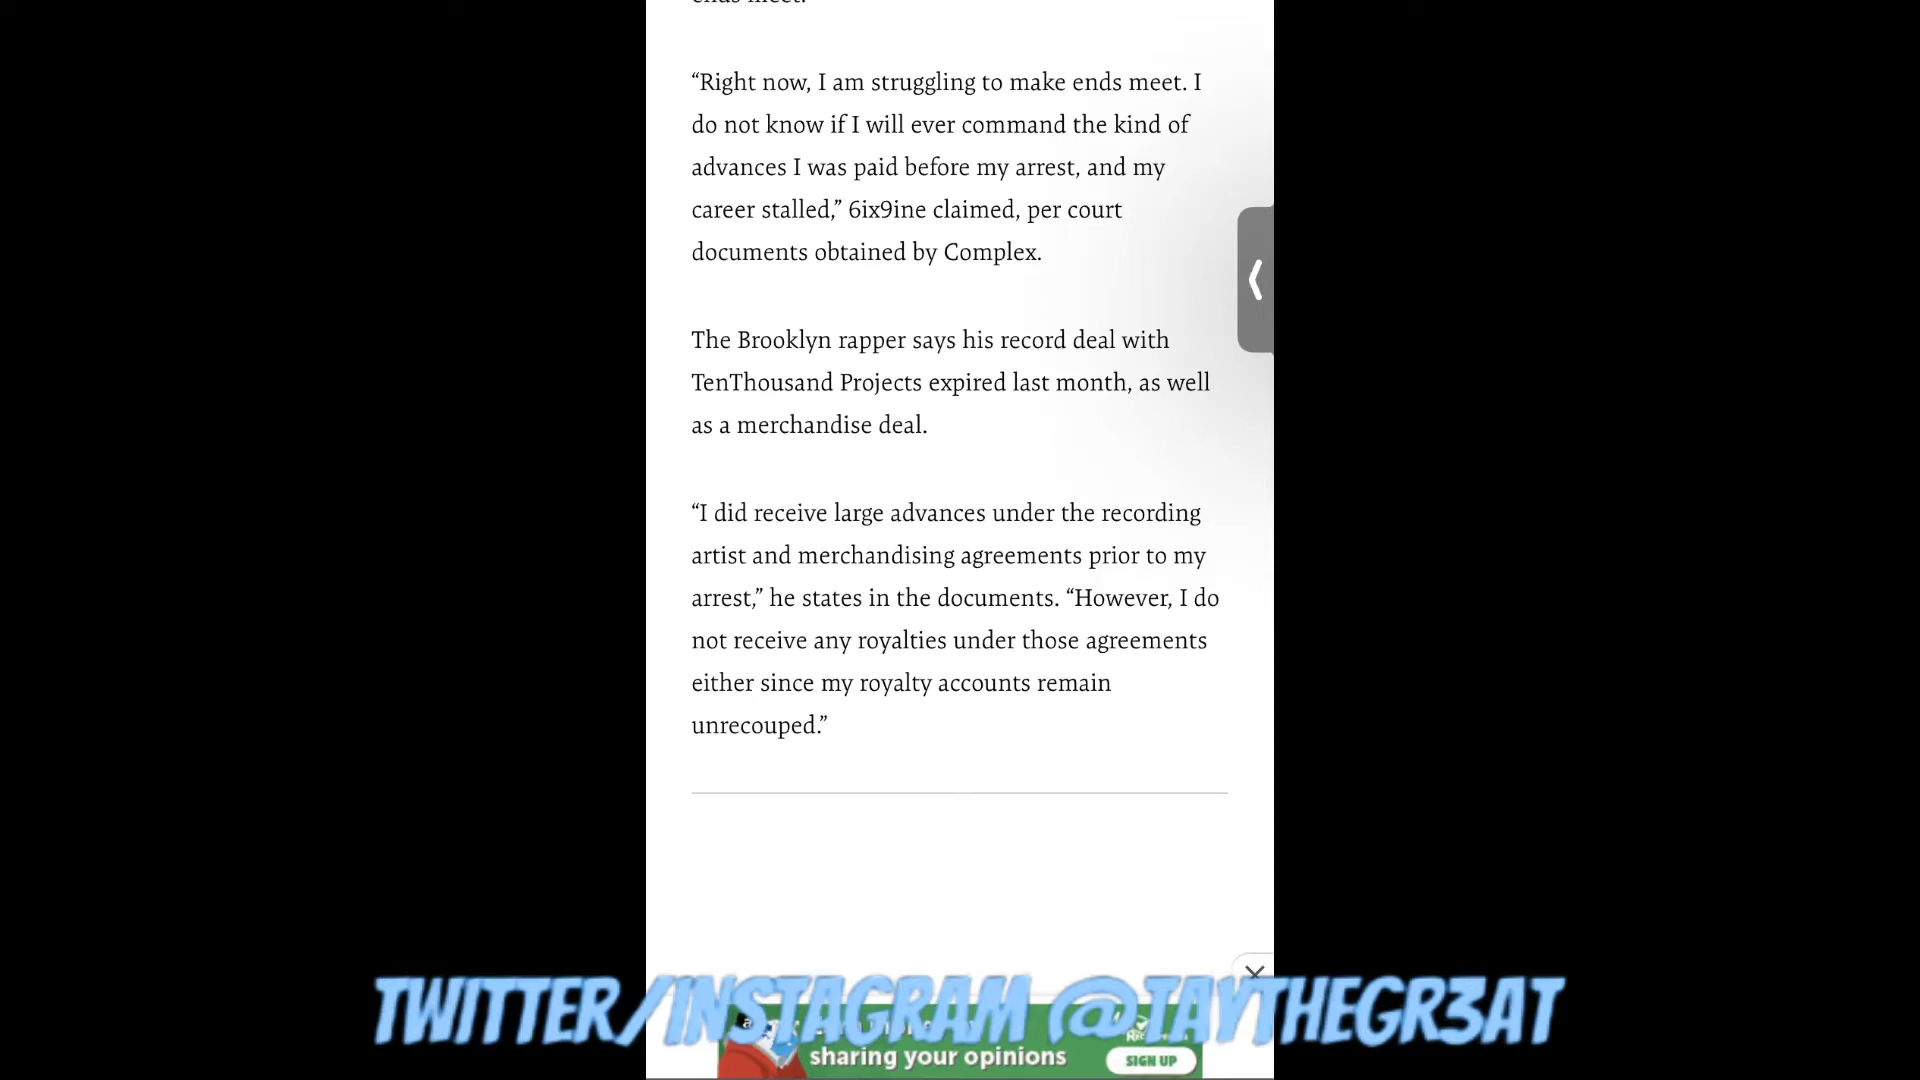 ends meet.
“Right now, I am struggling to make ends meet. I
do not know if I will ever command the kind of
advances I was paid before my arrest, and my
career stalled,” 6ix9ine claimed, per court
documents obtained by Complex.
The Brooklyn rapper says his record deal with
TenThousand Projects expired last month, as well
as a merchandise deal.
“I did receive large advances under the recording
artist and merchandising agreements prior to my
arrest,” he states in the documents. “However, I do
not receive any royalties under those agreements
either since my royalty accounts remain
unrecouped.”
TWITTER/INSTAGRAM @TAYTHEGR3AT
sharing your opinions
SIGN UP